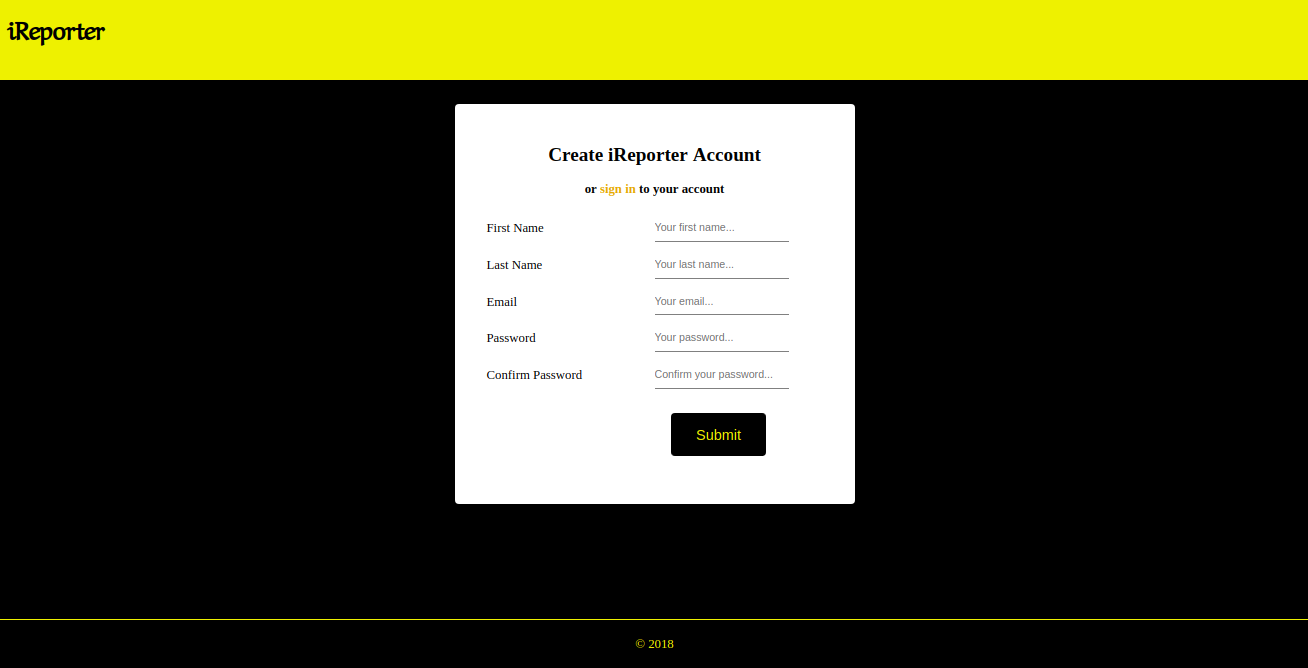 iReporter
Create iReporter Account
or sign in to your account
First Name
Your first name...
Last Name
Your last name...
Email
Your email...
Password
Your password...
Confirm Password
Confirm your password...
Submit
© 2018